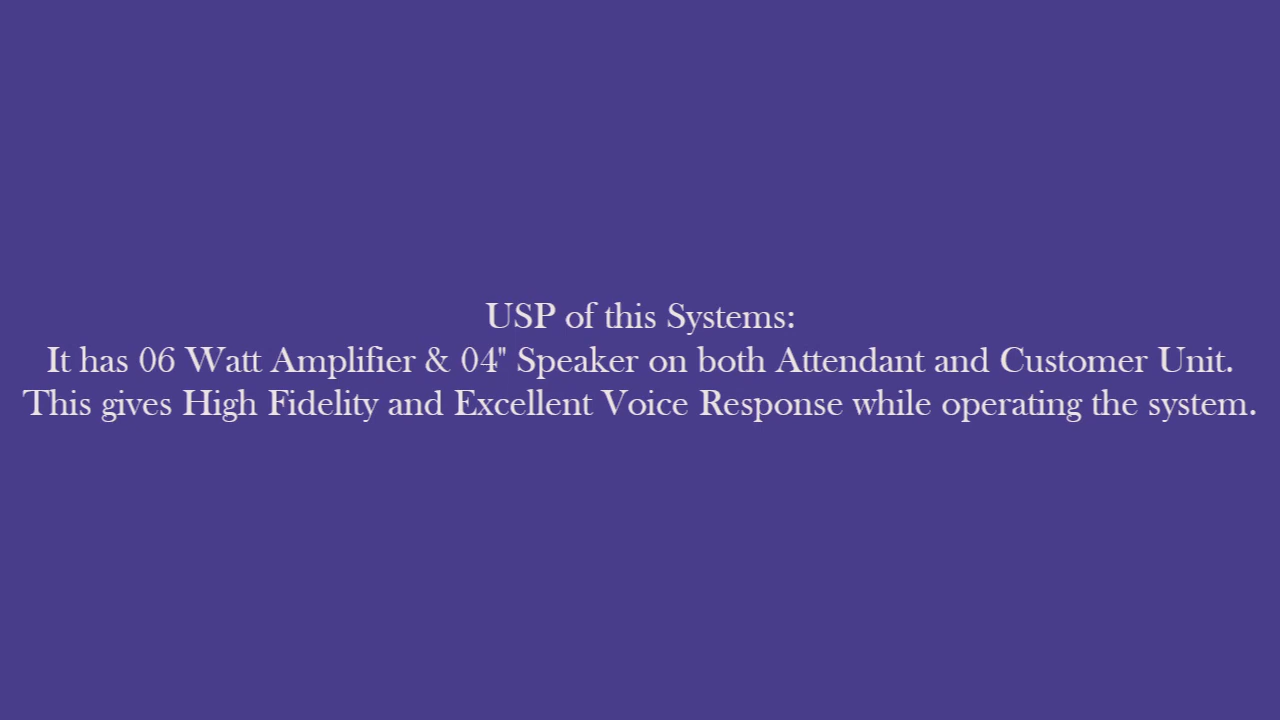 USP of this Systems:
It has 06 Watt Amplifier & 04" Speaker on both Attendant and Customer Unit.
This gives High Fidelity and Excellent Voice Response while operating the system.